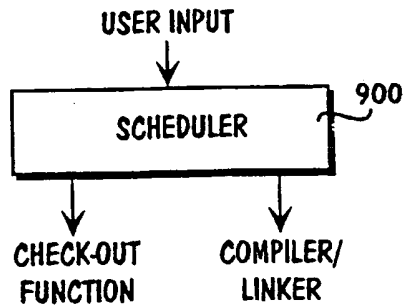 USER INPUT
900
SCHEDULER
CHECK-OUT
FUNCTION
COMPILER/
LINKER